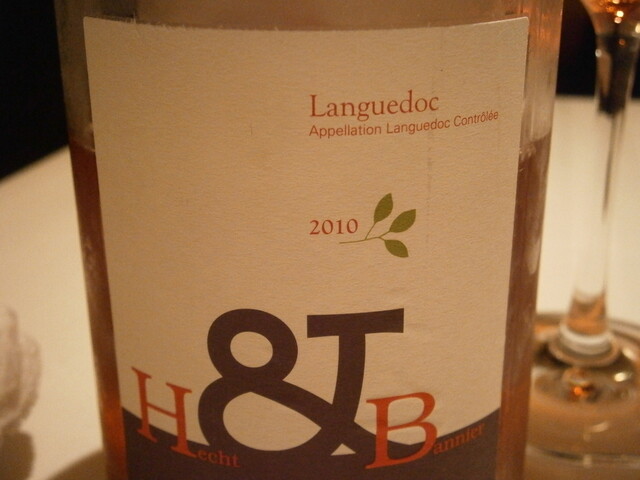 Languedoc
Appellation Languedoc Contrôlée
2010
Hecht & Bannier